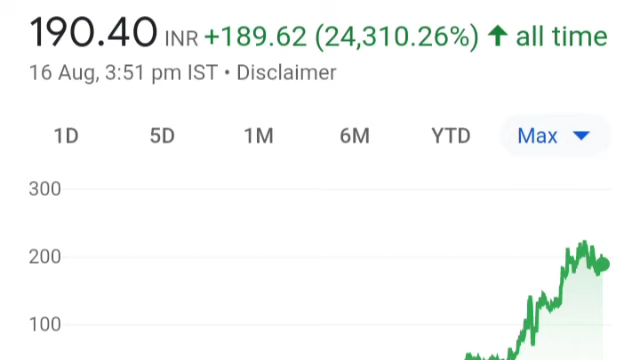 190.40 INR +189.62 (24,310.26%) ↑ all time
16 Aug, 3:51 pm IST • Disclaimer
1D 5D 1M 6M YTD Max
300
200
100